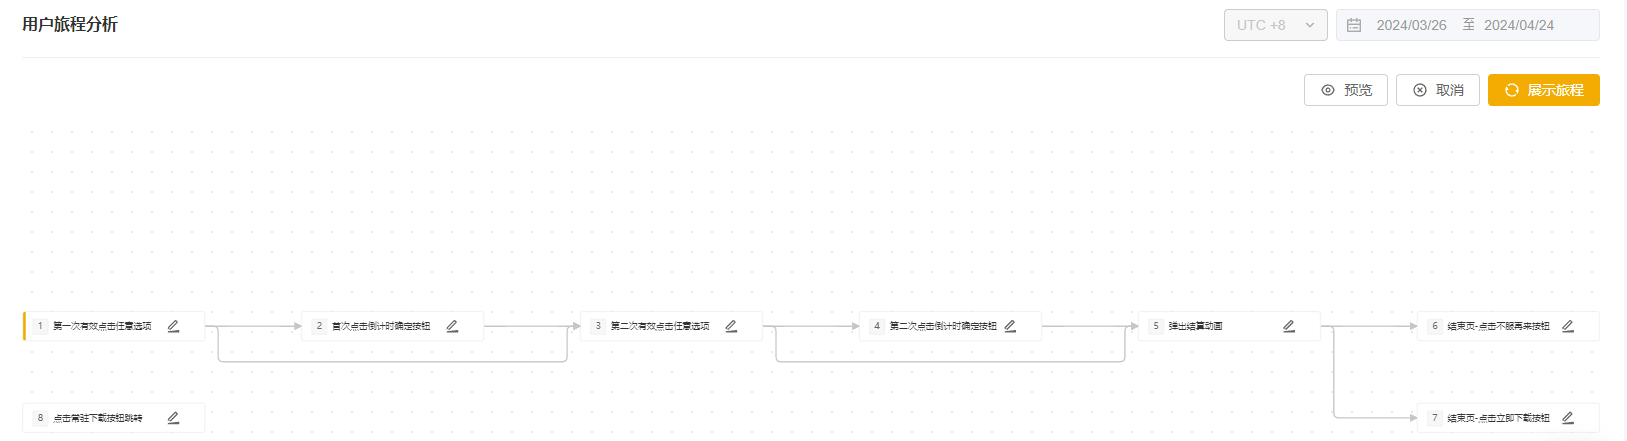 用户旅程分析
UTC +8
2024/03/26 至 2024/04/24
预览
取消
展示旅程
1 第一次有效点击任意选项
2 首次点击倒计时确定按钮
3 第二次有效点击任意选项
4 第二次点击倒计时确定按钮
5 弹出结算动画
6 结束页-点击不服再来按钮
8 点击常驻下载按钮跳转
7 结束页-点击立即下载按钮